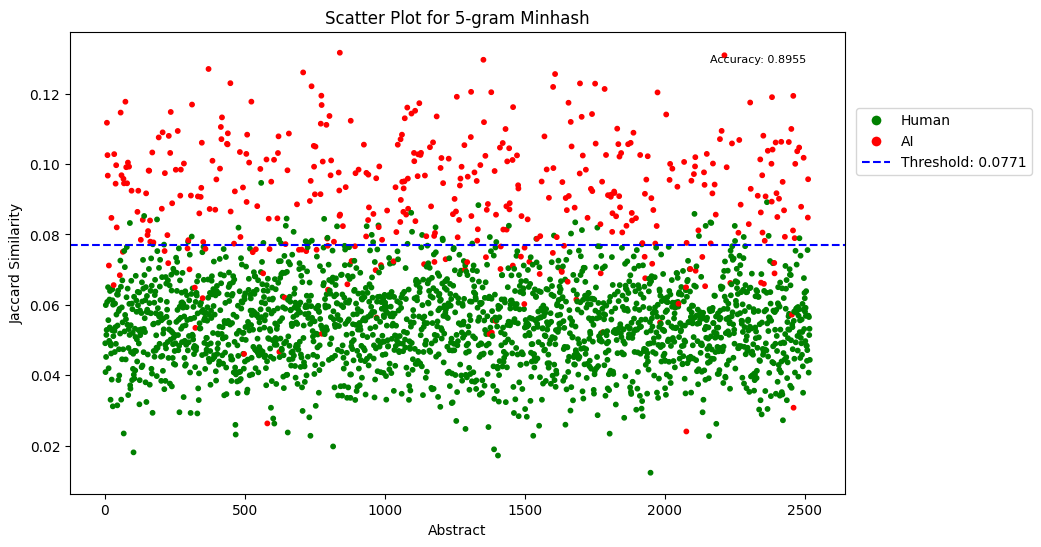 Scatter Plot for 5-gram Minhash
Accuracy: 0.8955
Human
AI
Threshold: 0.0771
Jaccard Similarity
0.12
0.10
0.08
0.06
0.04
0.02
0
500
1000
1500
2000
2500
Abstract